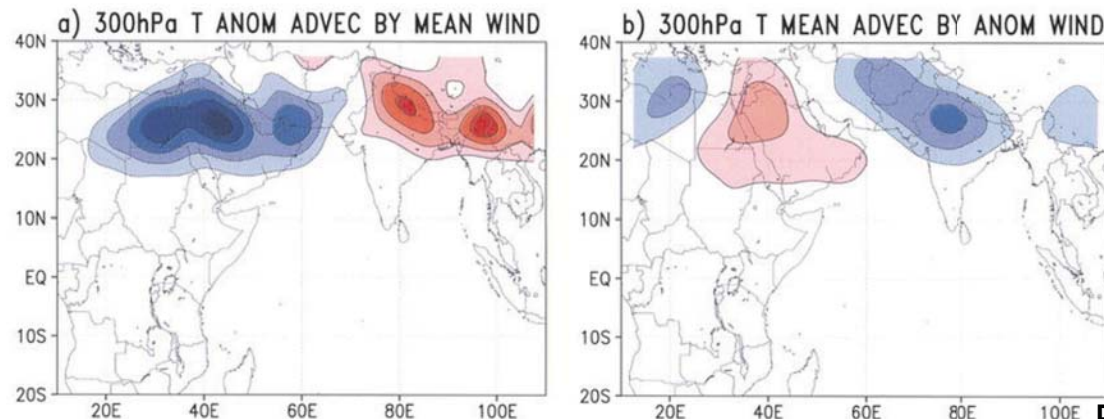 a) 300hPa T ANOM ADVEC BY MEAN WIND
40N
30N
20N
10N
EQ
10S
20S
20E 40E 60E 80E 100E
b) 300hPa T MEAN ADVEC BY ANOM WIND
40N
30N
20N
10N
EQ
10S
20S
20E 40E 60E 80E 100E